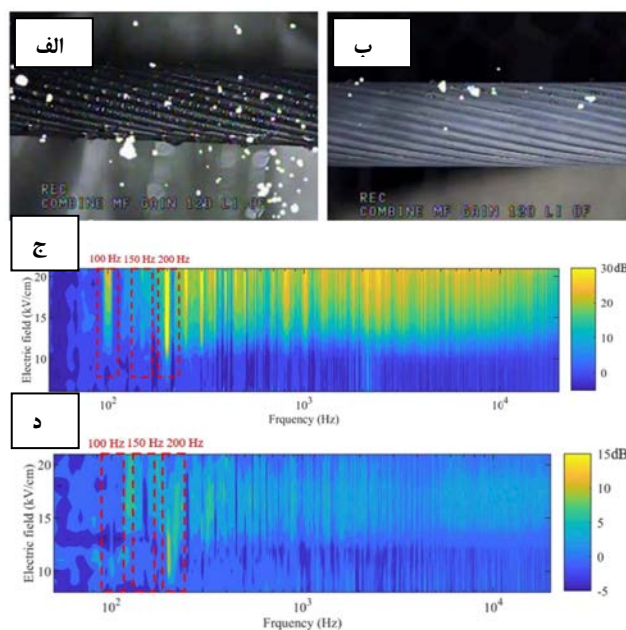 الف
ب
REC
COMBINE MF GAIN 120 LI OF
REC
COMBINE MF GAIN 120 LI OF
ج
100 Hz 150 Hz 200 Hz
30dB
20
10
0
20
15
10
Electric field (kV/cm)
10²
10³
10⁴
Frquency (Hz)
د
100 Hz 150 Hz 200 Hz
15dB
10
5
0
-5
20
15
10
Electric field (kV/cm)
10²
10³
10⁴
Frquency (Hz)